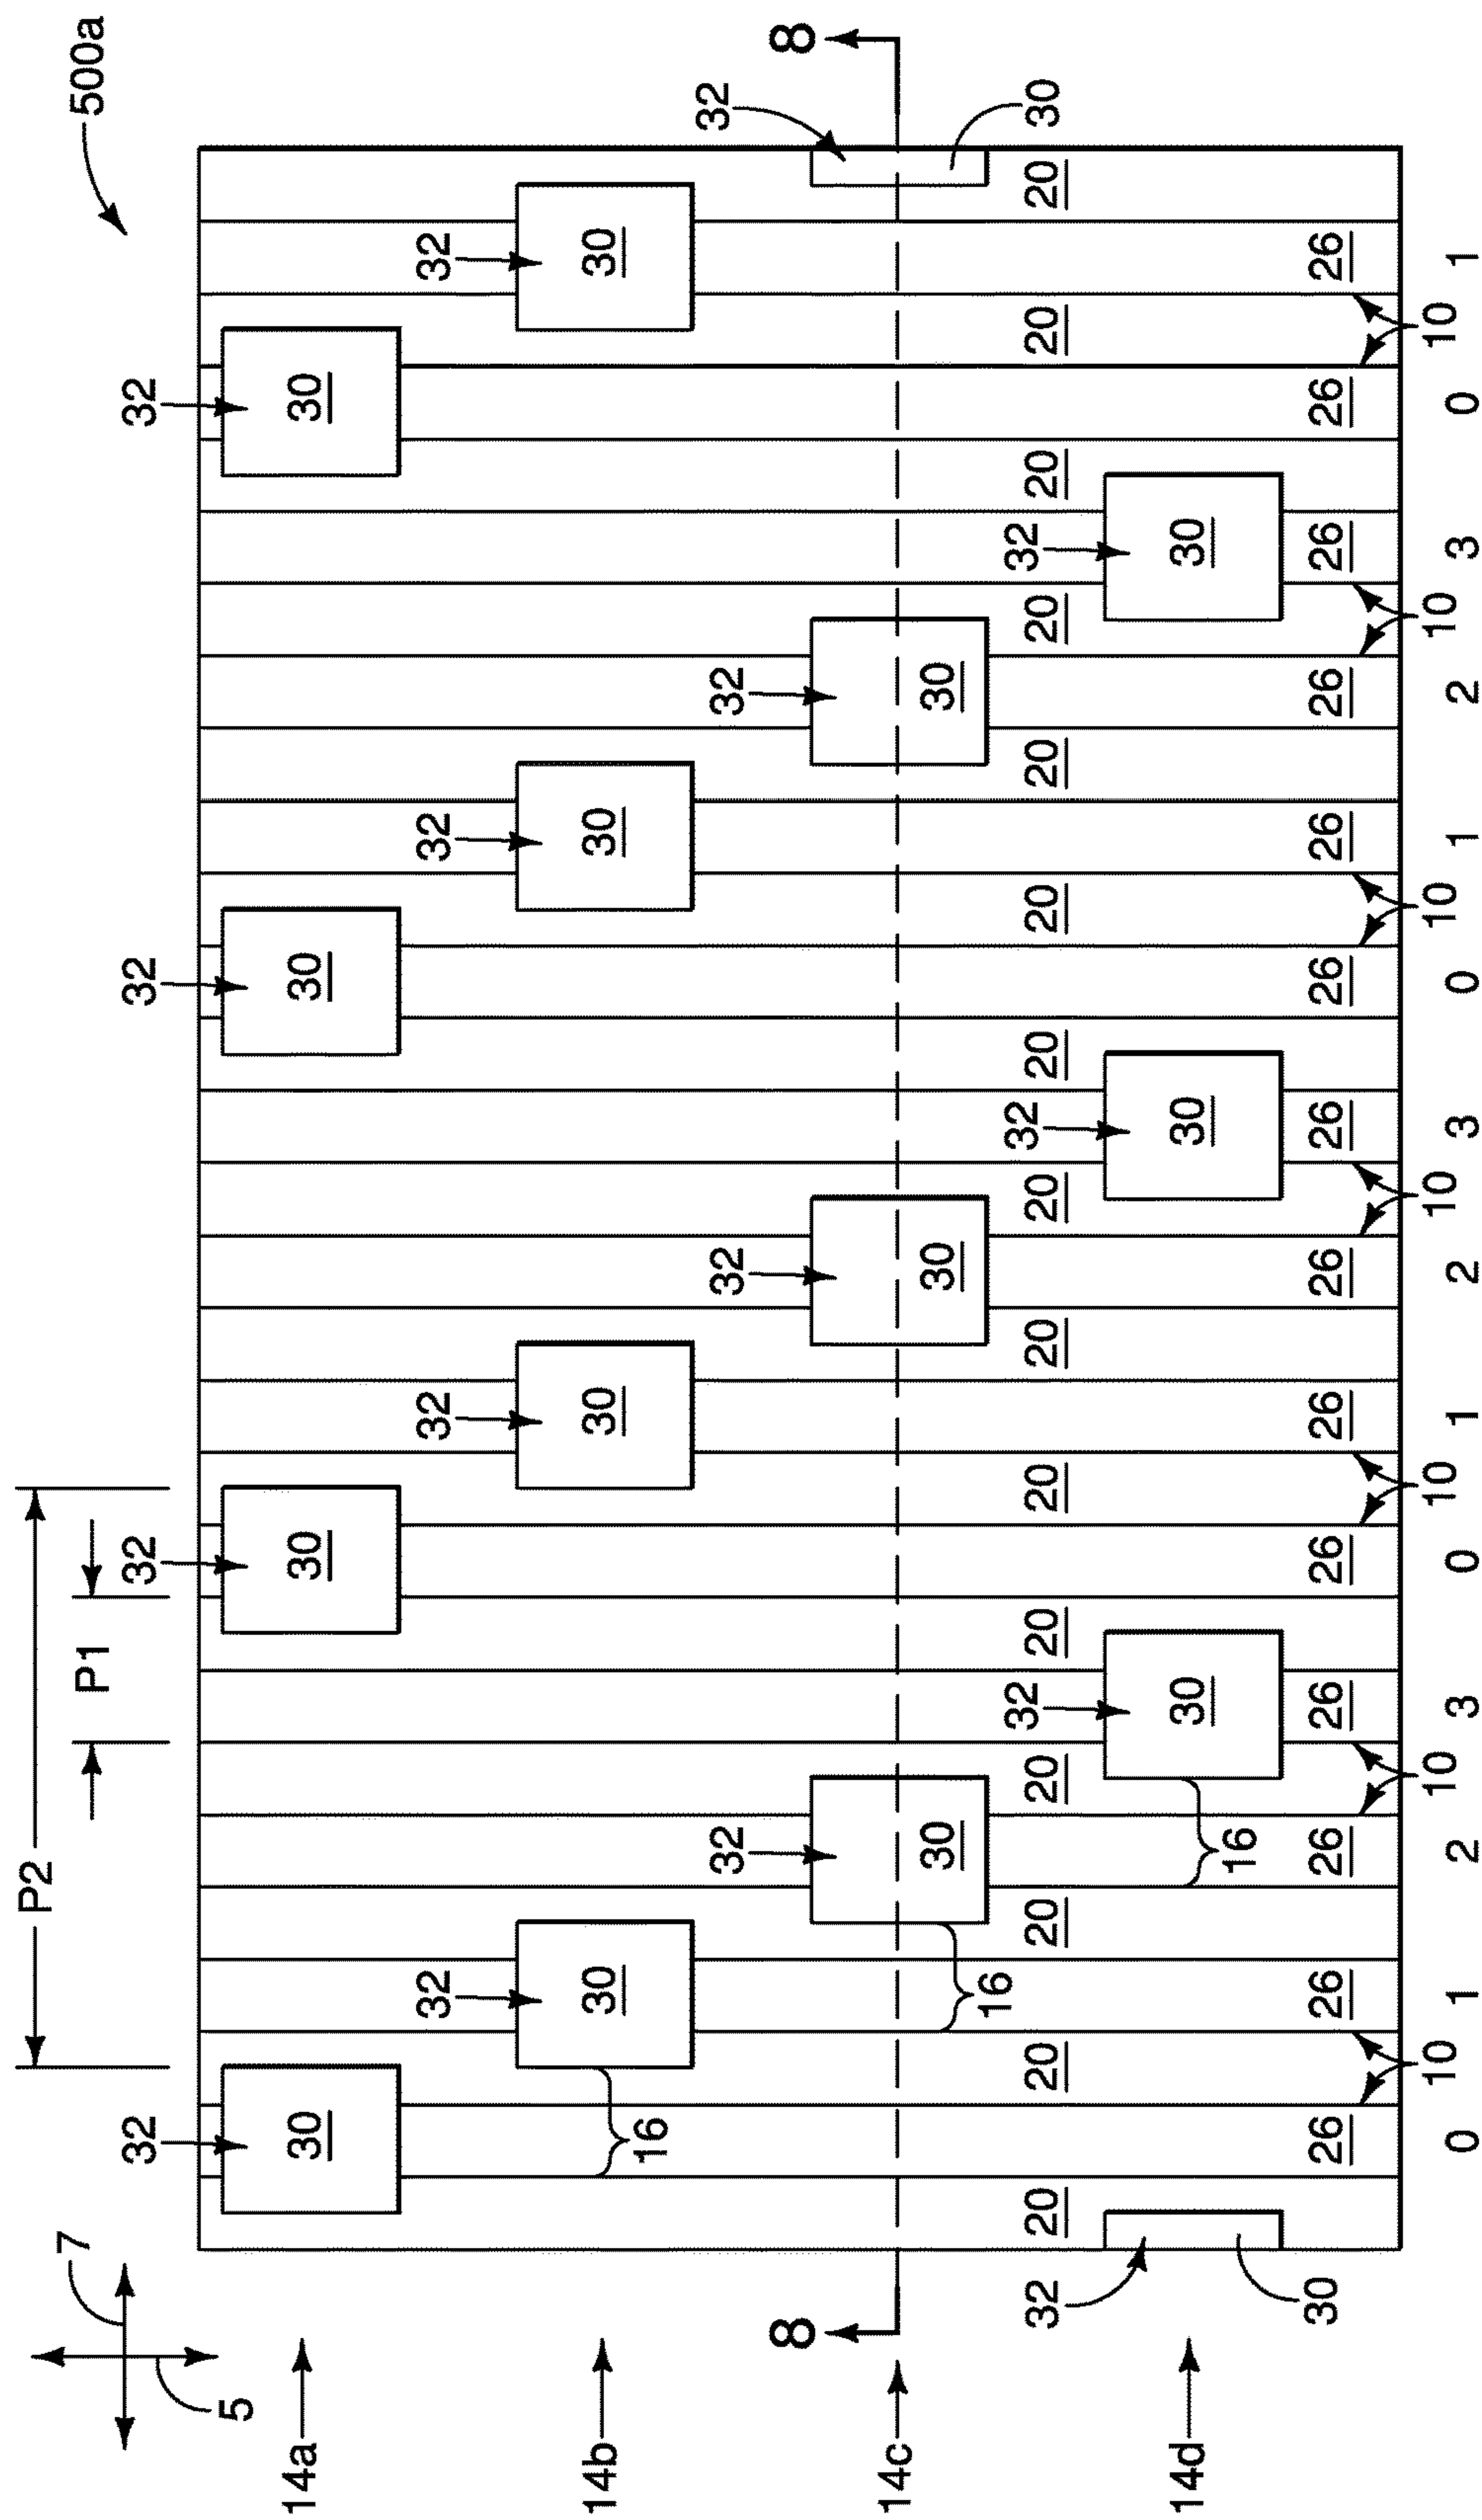 P2
7
P1
500a
32 32 32 32
5
14a 30 30 30 30
32 32 32 32
14b 30 30 30 30
16
32 32 32 32
8 8
14c 30 30 30
16
32 32 32
32 30
20 20 20 20 20 20 20 20 20 20 20 20 20 20 20
14d 30 30 30
16
30 26 26 26 26 26 26 26 26 26 26 26 26 26 26
10 10 10 10 10 10 10
0 1 2 3 0 1 2 3 0 1 2 3 0 1